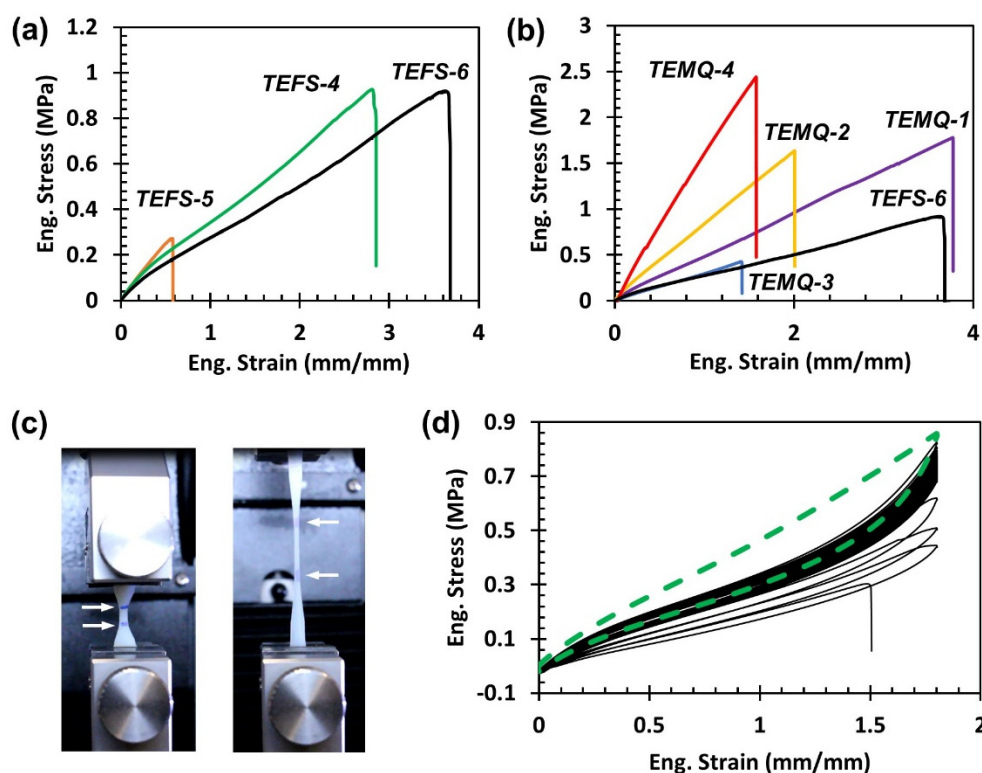 (a)
1.2
1
0.8
0.6
0.4
0.2
0
0
1
2
3
4
Eng. Stress (MPa)
Eng. Strain (mm/mm)
TEFS-4
TEFS-6
TEFS-5
(b)
3
2.5
2
1.5
1
0.5
0
0
2
4
Eng. Stress (MPa)
Eng. Strain (mm/mm)
TEMQ-4
TEMQ-2
TEMQ-1
TEFS-6
TEMQ-3
(c)
(d)
0.9
0.7
0.5
0.3
0.1
-0.1
0
0.5
1
1.5
2
Eng. Stress (MPa)
Eng. Strain (mm/mm)